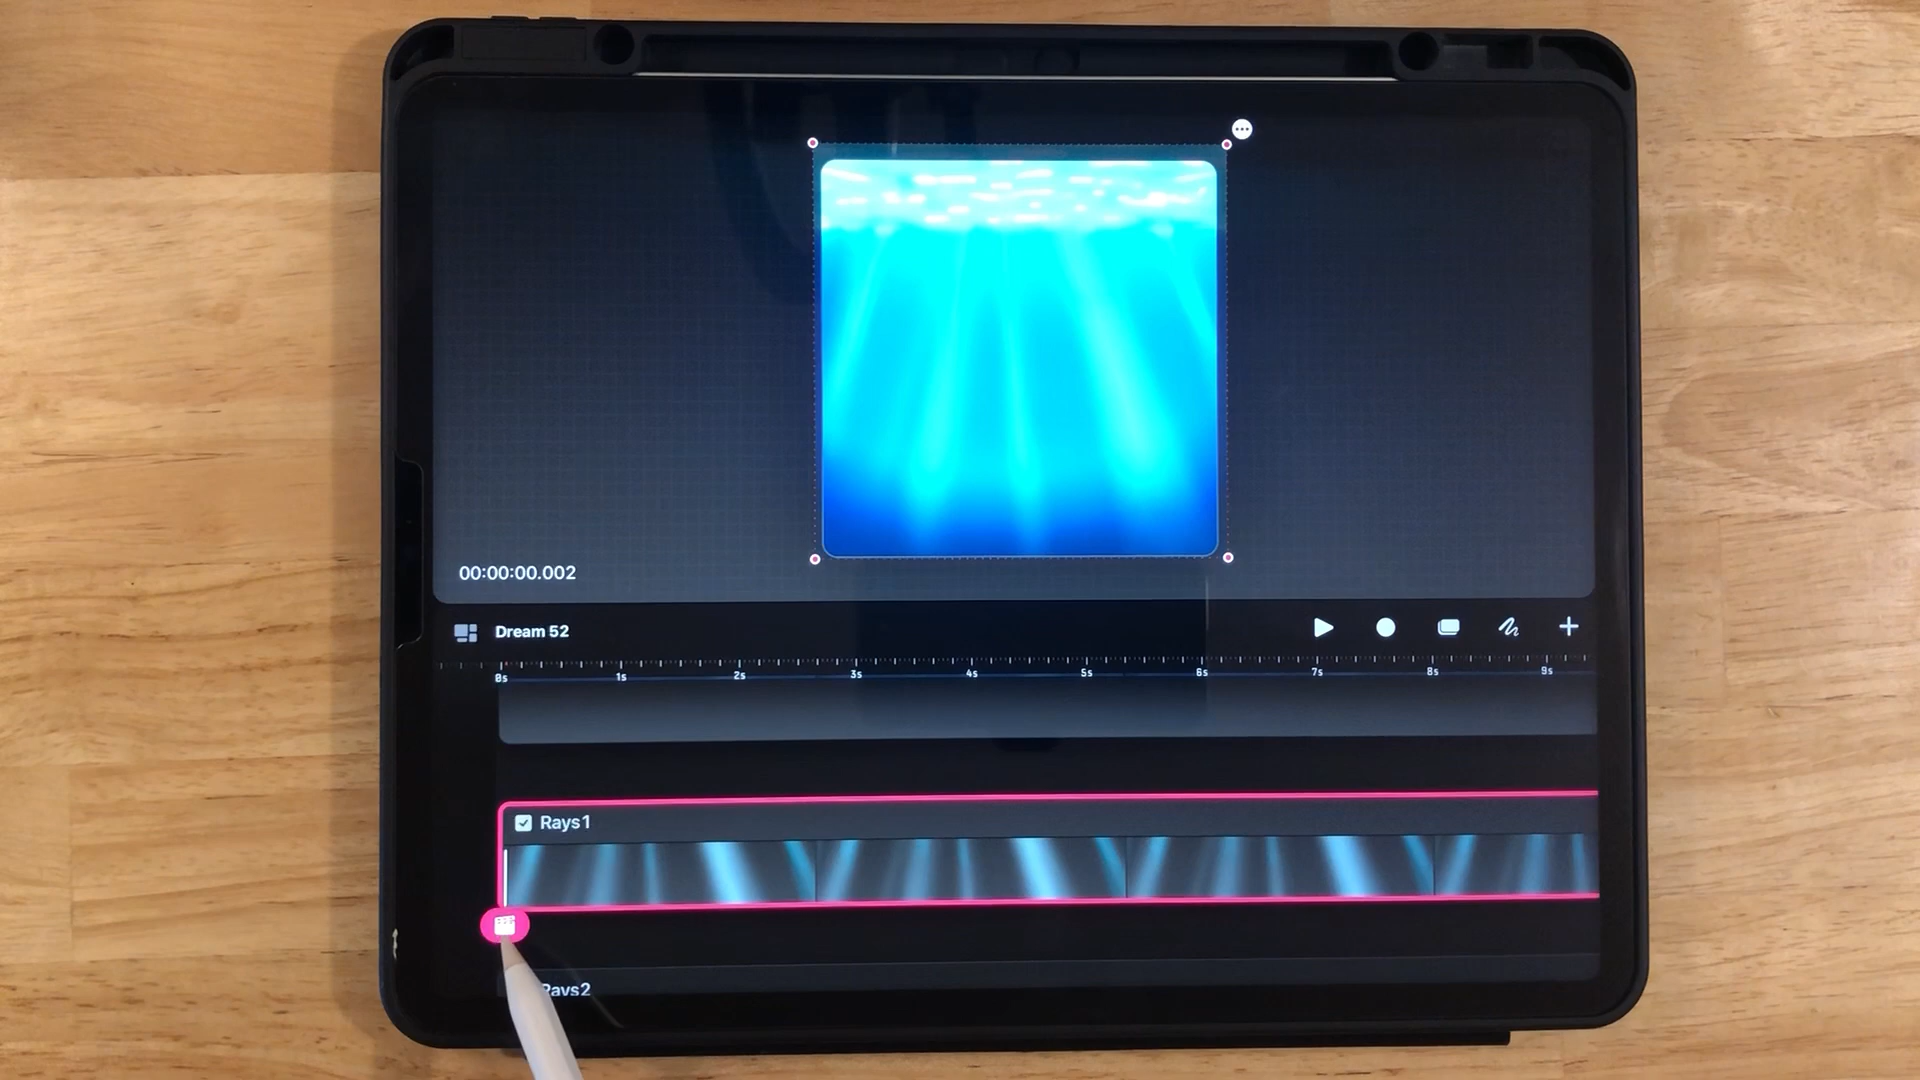 00:00:00.002
Dream 52
0s 1s 2s 3s 4s 5s 6s 7s 8s 9s
Rays1
Rays2